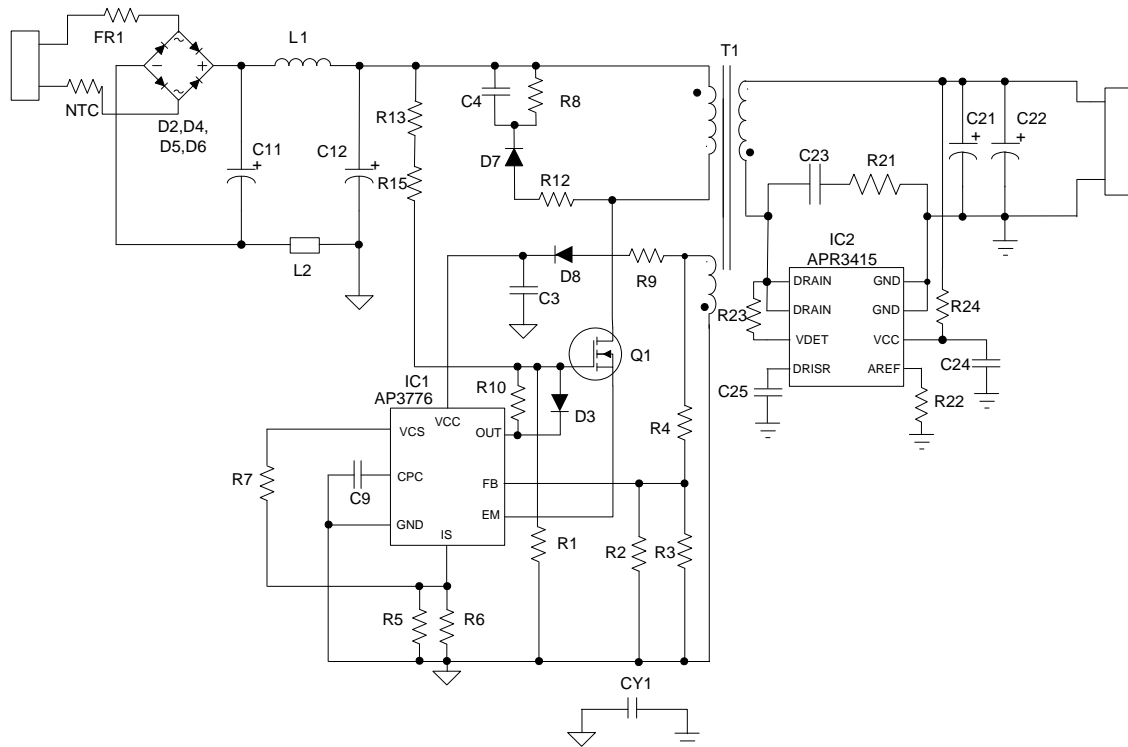 FR1
NTC
D2,D4,
D5,D6
~
~
-
+
L1
C11
+
C12
+
L2
R13
R15
C4
R8
D7
R12
T1
C23
R21
C21
+
C22
+
D8
R9
C3
IC2
APR3415
DRAIN
GND
DRAIN
GND
VDET
VCC
DRISR
AREF
R23
R24
C25
C24
R22
Q1
IC1
AP3776
R10
D3
VCC
VCS
OUT
CPC
FB
GND
EM
IS
R7
C9
R4
R1
R2
R3
R5
R6
CY1